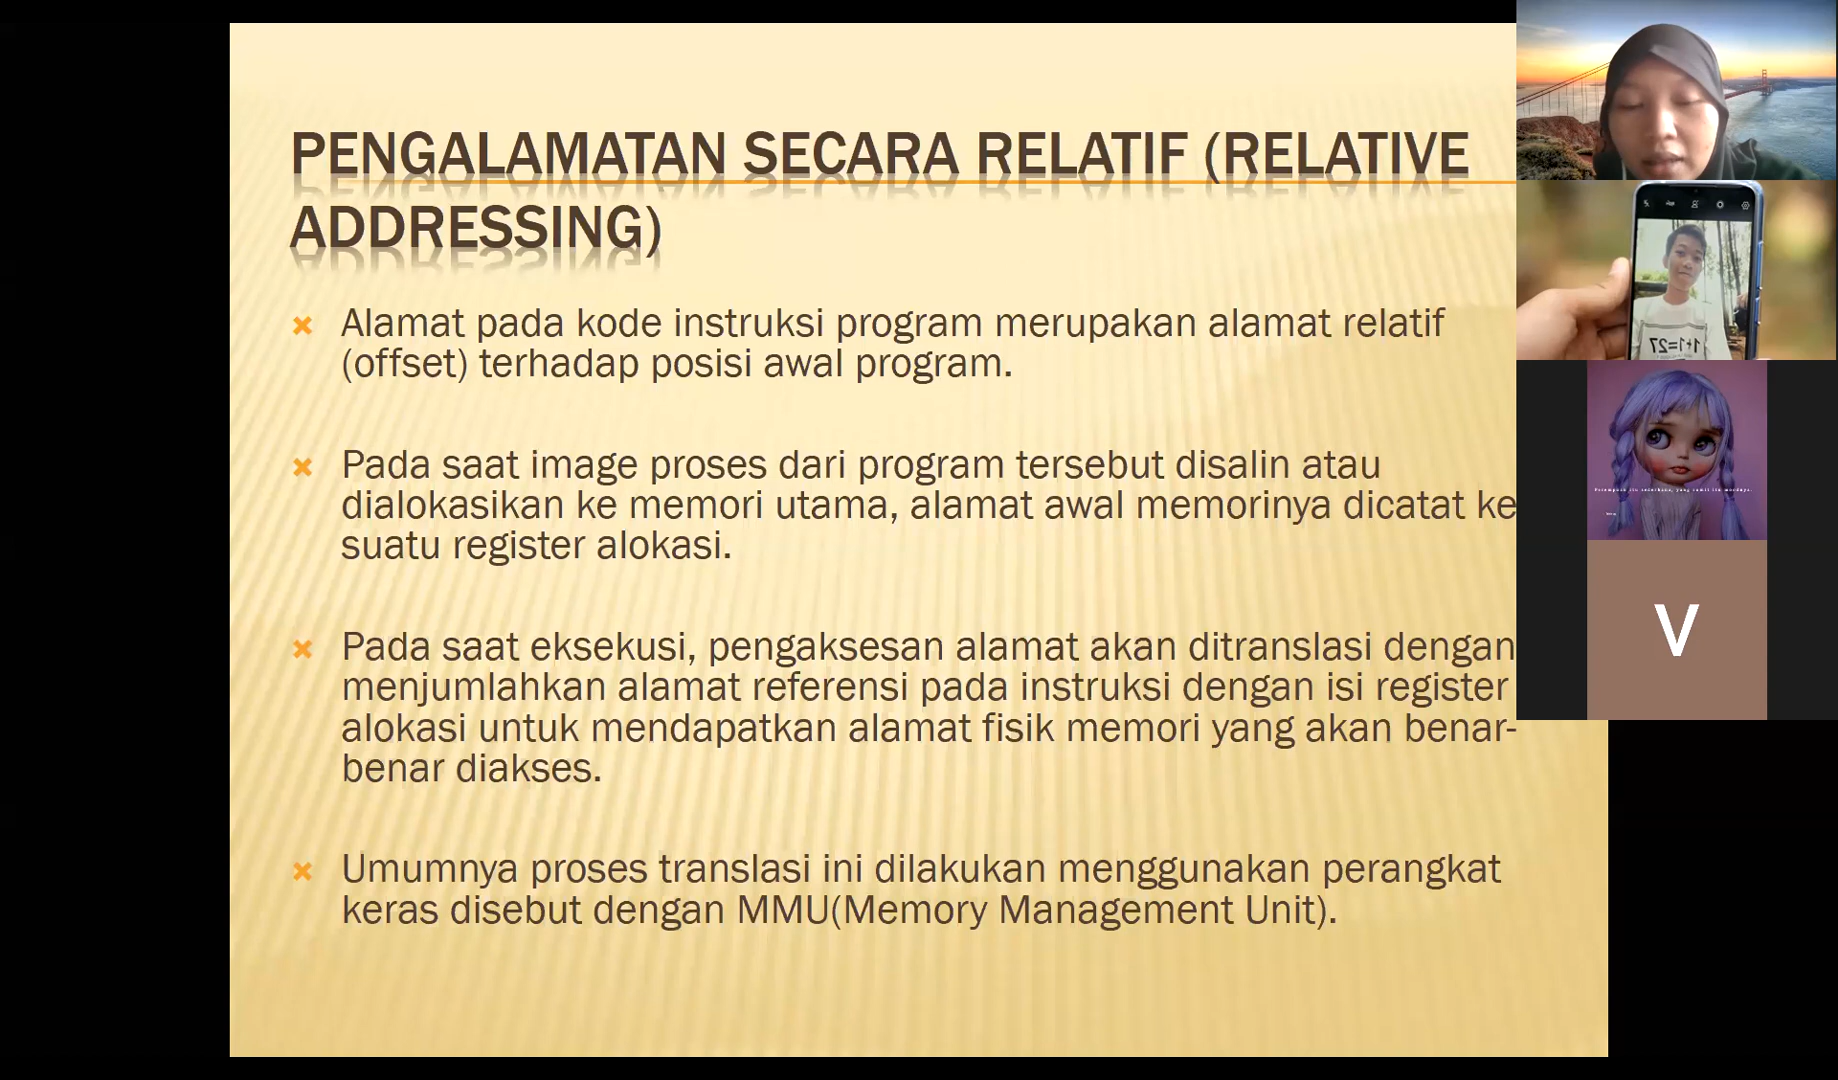 PENGALAMATAN SECARA RELATIF (RELATIVE
ADDRESSING)
Alamat pada kode instruksi program merupakan alamat relatif
(offset) terhadap posisi awal program.
Pada saat image proses dari program tersebut disalin atau
dialokasikan ke memori utama, alamat awal memorinya dicatat ke
suatu register alokasi.
Pada saat eksekusi, pengaksesan alamat akan ditranslasi dengan
menjumlahkan alamat referensi pada instruksi dengan isi register
alokasi untuk mendapatkan alamat fisik memori yang akan benar-
benar diakses.
Umumnya proses translasi ini dilakukan menggunakan perangkat
keras disebut dengan MMU(Memory Management Unit).
1+1=27
V